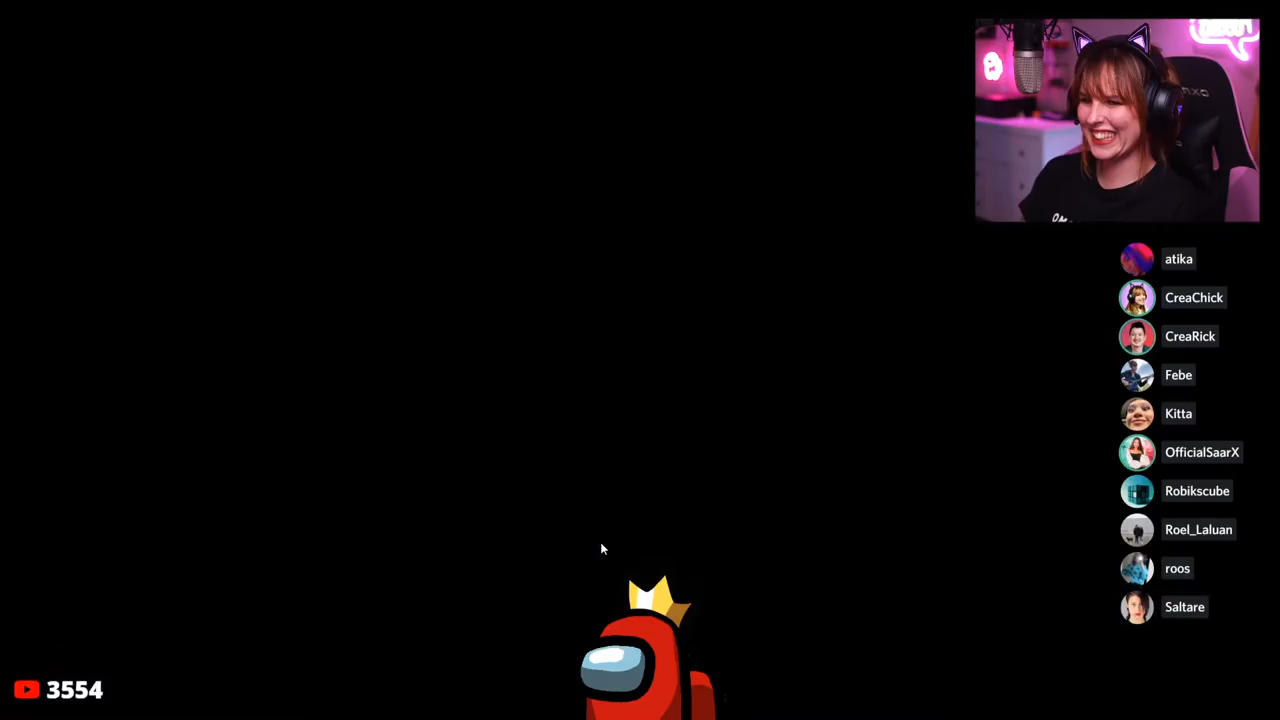 atika
CreaChick
CreaRick
Febe
Kitta
OfficialSaarX
Robikscube
Roel_Laluan
roos
Saltare
3554